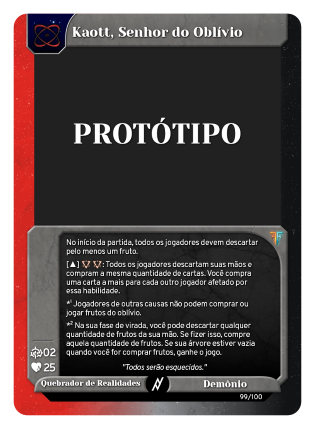 Kaott, Senhor do Oblívio
PROTÓTIPO
No início da partida, todos os jogadores devem descartar
pelo menos um fruto.
[▲] ▽ ▽: Todos os jogadores descartam suas mãos e
compram a mesma quantidade de cartas. Você compra
uma carta a mais para cada outro jogador afetado por
essa habilidade.
*¹ Jogadores de outras causas não podem comprar ou
jogar frutos do oblívio.
*² Na sua fase de virada, você pode descartar qualquer
quantidade de frutos da sua mão. Se fizer isso, compre
aquela quantidade de frutos. Se sua árvore estiver vazia
quando você for comprar frutos, ganhe o jogo.
"Todos serão esquecidos."
02
25
Quebrador de Realidades
Demônio
99/100